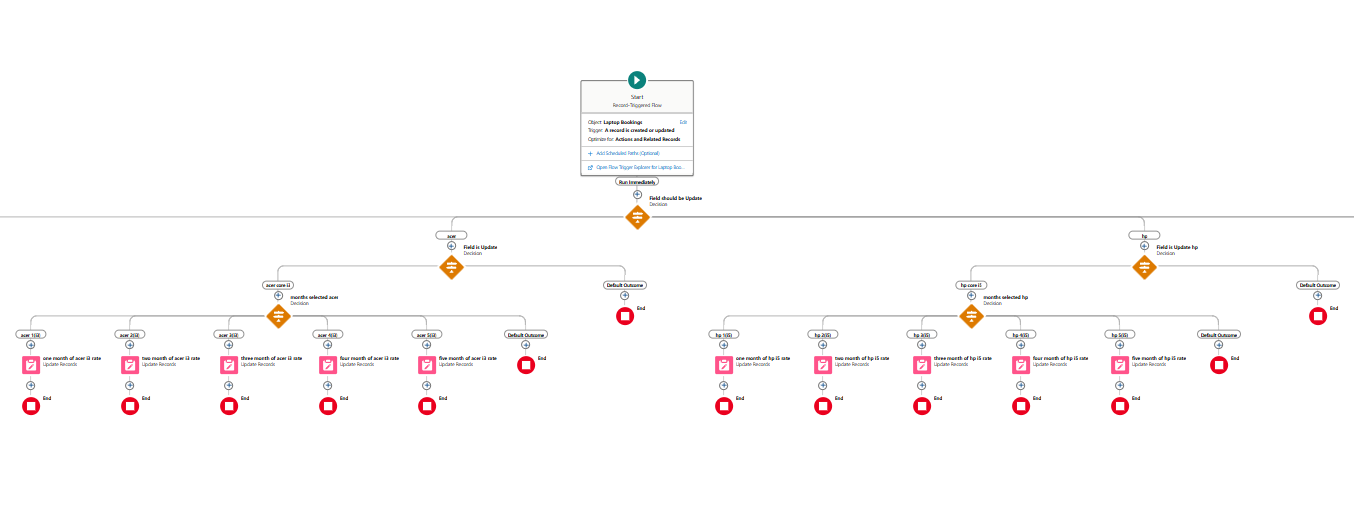 Start
Record-Triggered Flow
Object: Laptop Bookings Edit
Trigger: A record is created or updated
Optimize for: Actions and Related Records
+ Add Scheduled Paths (Optional)
Open Flow Trigger Explorer for Laptop Boo...
Run Immediately
Field should be Update
Decision
acer
Field is Update
Decision
hp
Field is Update hp
Decision
acer core i3
months selected acer
Decision
Default Outcome
End
hp core i5
months selected hp
Decision
Default Outcome
End
acer 1(i3)
acer 2(i3)
acer 3(i3)
acer 4(i3)
acer 5(i3)
Default Outcome
hp 1(i5)
hp 2(i5)
hp 3(i5)
hp 4(i5)
hp 5(i5)
Default Outcome
one month of acer i3 rate
Update Records
two month of acer i3 rate
Update Records
three month of acer i3 rate
Update Records
four month of acer i3 rate
Update Records
five month of acer i3 rate
Update Records
End
one month of hp i5 rate
Update Records
two month of hp i5 rate
Update Records
three month of hp i5 rate
Update Records
four month of hp i5 rate
Update Records
five month of hp i5 rate
Update Records
End
End
End
End
End
End
End
End
End
End
End